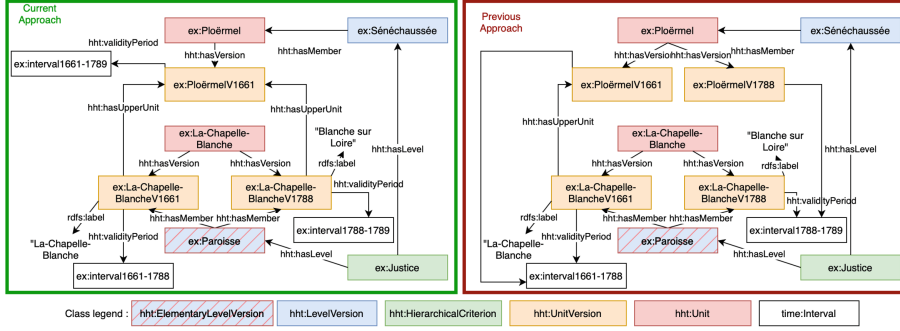 Current
Approach
ex:Ploërmel
ex:Sénéchaussée
hht:hasMember
hht:validityPeriod
hht:hasVersion
ex:interval1661-1789
ex:PloërmelV1661
hht:hasUpperUnit
hht:hasUpperUnit
ex:La-Chapelle-
Blanche
"Blanche sur
Loire"
hht:hasLevel
hht:hasVersion
hht:hasVersion
rdfs:label
ex:La-Chapelle-
BlancheV1661
ex:La-Chapelle-
BlancheV1788
hht:validityPeriod
rdfs:label
hht:hasMember
hht:hasMember
"La-Chapelle-
Blanche
hht:validityPeriod
ex:Paroisse
ex:interval1788-1789
hht:hasLevel
ex:interval1661-1788
ex:Justice
Previous
Approach
ex:Ploërmel
ex:Sénéchaussée
hht:hasVersion
hht:hasVersion
hht:hasMember
ex:PloërmelV1661
ex:PloërmelV1788
hht:hasUpperUnit
ex:La-Chapelle-
Blanche
"Blanche sur
Loire"
hht:hasLevel
hht:hasVersion
hht:hasVersion
rdfs:label
ex:La-Chapelle-
BlancheV1661
ex:La-Chapelle-
BlancheV1788
hht:validityPeriod
rdfs:label
hht:hasMember
hht:hasMember
"La-Chapelle-
Blanche
hht:validityPeriod
ex:Paroisse
ex:interval1788-1789
hht:hasLevel
ex:interval1661-1788
ex:Justice
Class legend :
hht:ElementaryLevelVersion
hht:LevelVersion
hht:HierarchicalCriterion
hht:UnitVersion
hht:Unit
time:Interval